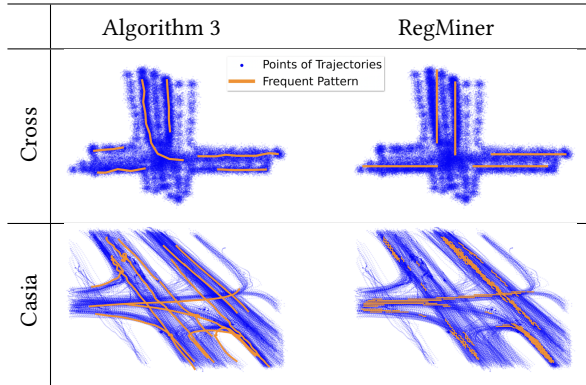 Algorithm 3 RegMiner
Points of Trajectories
Frequent Pattern
Cross
Casia